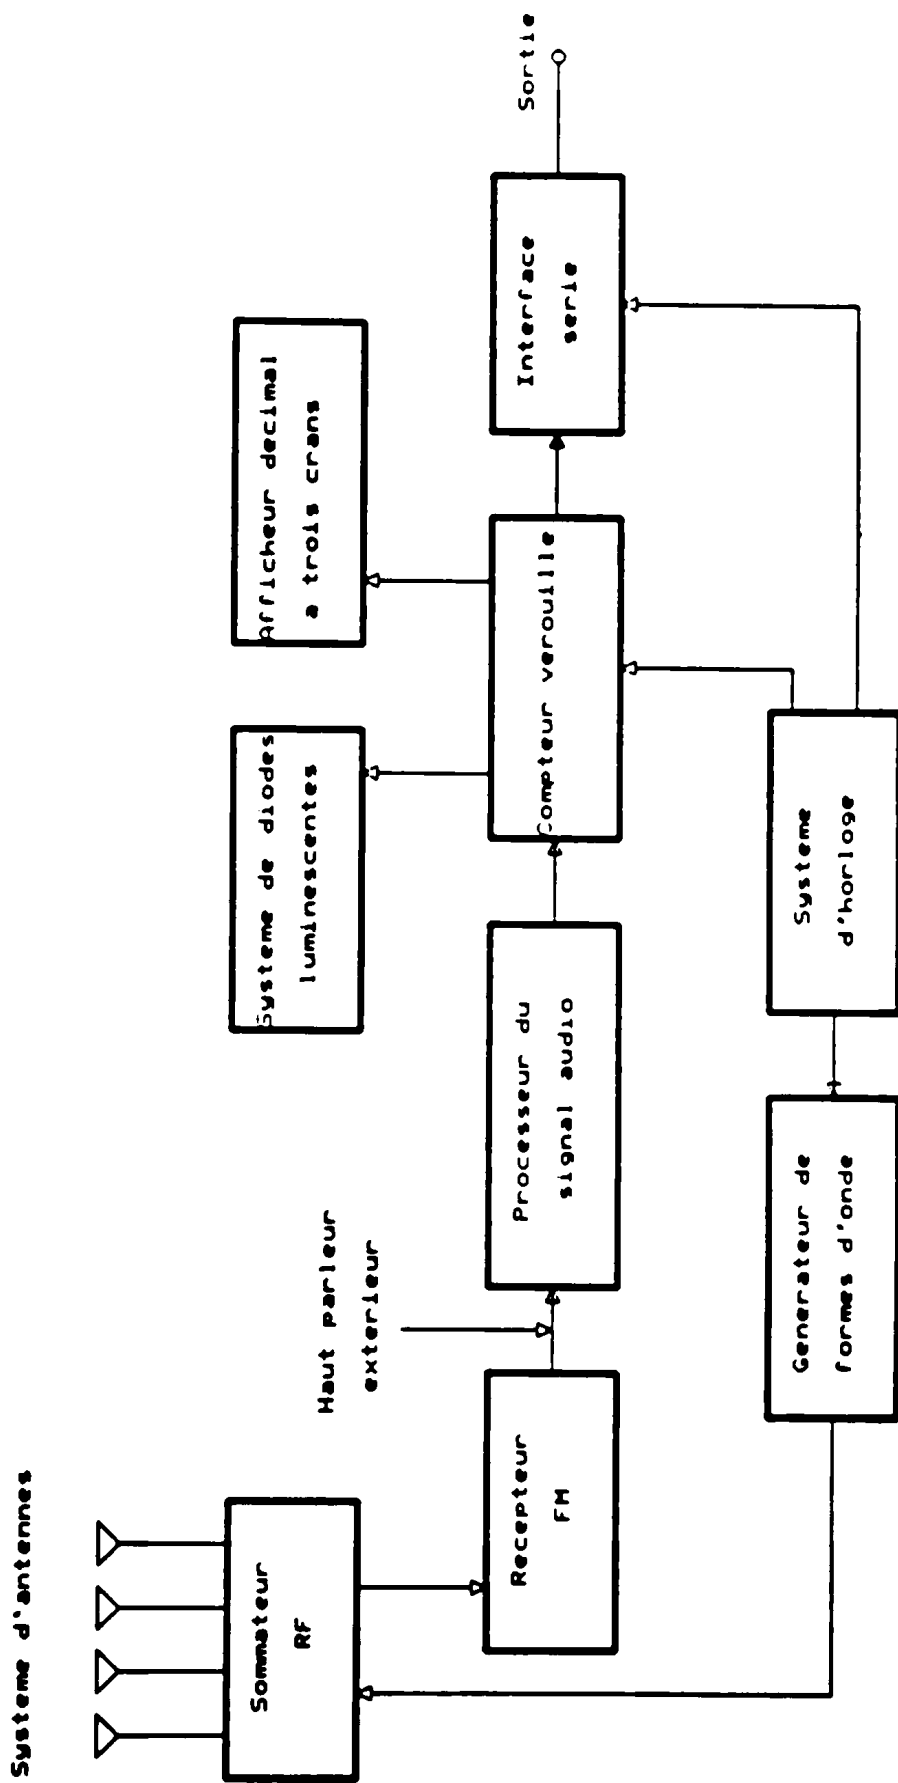 Systeme d'antennes
Sommateur
RF
Recepteur
FM
Haut parleur
exterieur
Processeur du
signal audio
Systeme de diodes
luminescentes
Afficheur decimal
a trois crans
Compteur verouille
Interface
serie
Sortie
Generateur de
formes d'onde
Systeme
d'horloge